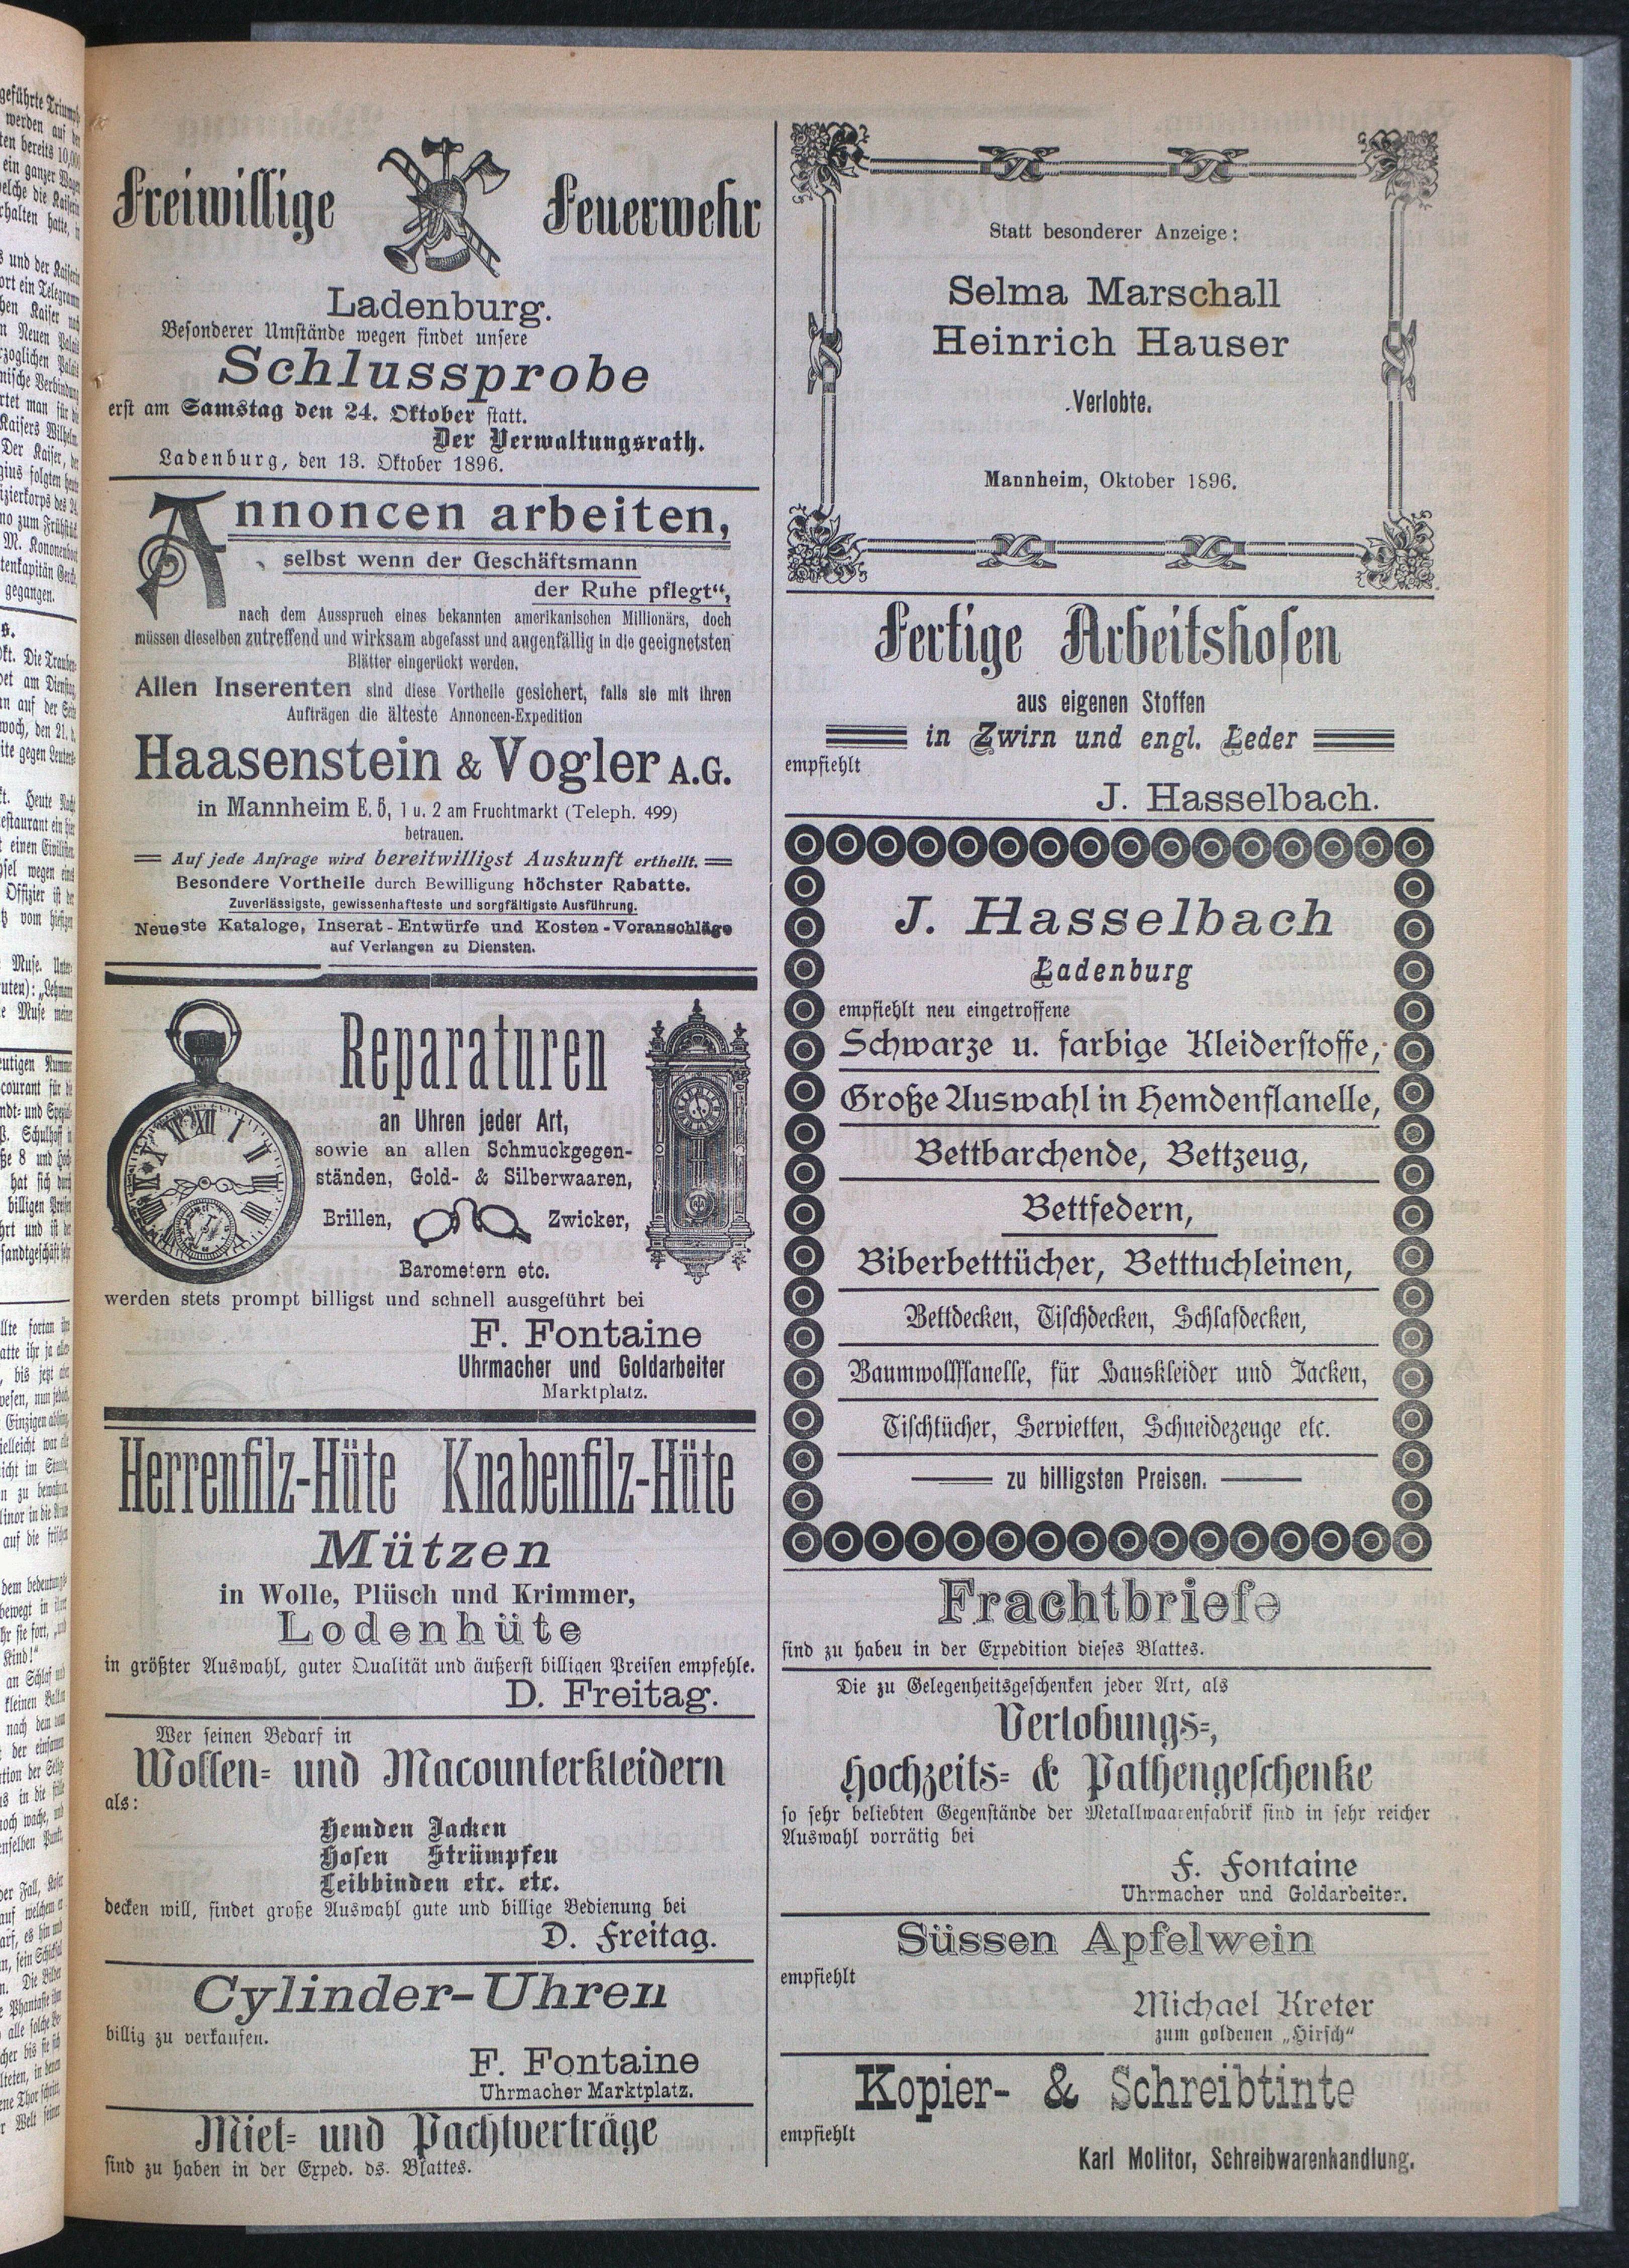 Freiwillige Feuerwehr
Ladenburg.
Besonderer Umstände wegen findet unsere
Schlussprobe
erst am Samstag den 24. Oktober statt.
Der Verwaltungsrath.
Ladenburg, den 13. Oktober 1896.
Annoncen arbeiten,
selbst wenn der Geschäftsmann
der Ruhe pflegt“,
nach dem Ausspruch eines bekannten amerikanischen Millionärs, doch
müssen dieselben zutreffend und wirksam abgefasst und augenfällig in die geeignetsten
Blätter eingerückt werden.
Allen Inserenten sind diese Vortheile gesichert, falls sie mit ihren
Aufträgen die älteste Annoncen-Expedition
Haasenstein & Vogler A.G.
in Mannheim E. 5, 1 u. 2 am Fruchtmarkt (Teleph. 499)
betrauen.
Auf jede Anfrage wird bereitwilligst Auskunft ertheilt.
Besondere Vortheile durch Bewilligung höchster Rabatte.
Zuverlässigste, gewissenhafteste und sorgfältigste Ausführung.
Neueste Kataloge, Inserat-Entwürfe und Kosten-Voranschläge
auf Verlangen zu Diensten.
Reparaturen
an Uhren jeder Art,
sowie an allen Schmuckgegen-
ständen, Gold- & Silberwaaren,
Brillen, Zwicker,
Barometern etc.
werden stets prompt billigst und schnell ausgeführt bei
F. Fontaine
Uhrmacher und Goldarbeiter
Marktplatz.
Herrenfilz-Hüte Knabenfilz-Hüte
Mützen
in Wolle, Plüsch und Krimmer,
Lodenhüte
in größter Auswahl, guter Qualität und äußerst billigen Preisen empfehle.
D. Freitag.
Wer seinen Bedarf in
Wollen- und Macounterkleidern
als:
Hemden Jacken
Hosen Strümpfen
Leibbinden etc. etc.
decken will, findet große Auswahl gute und billige Bedienung bei
D. Freitag.
Cylinder-Uhren
billig zu verkaufen.
F. Fontaine
Uhrmacher Marktplatz.
Miet- und Pachtverträge
sind zu haben in der Exped. ds. Blattes.
Statt besonderer Anzeige:
Selma Marschall
Heinrich Hauser
Verlobte.
Mannheim, Oktober 1896.
Fertige Arbeitshosen
aus eigenen Stoffen
in Zwirn und engl. Leder
empfiehlt
J. Hasselbach.
J. Hasselbach
Ladenburg
empfiehlt neu eingetroffene
Schwarze u. farbige Kleiderstoffe,
Große Auswahl in Hemdenflanelle,
Bettbarchende, Bettzeug,
Bettfedern,
Biberbetttücher, Betttuchleinen,
Bettdecken, Tischdecken, Schlafdecken,
Baumwollflanelle, für Hauskleider und Jacken,
Tischtücher, Servietten, Schneidezeuge etc.
zu billigsten Preisen.
Frachtbriefe
sind zu haben in der Expedition dieses Blattes.
Die zu Gelegenheitsgeschenken jeder Art, als
Verlobungs-,
Hochzeits- & Pathengeschenke
so sehr beliebten Gegenstände der Metallwaarenfabrik sind in sehr reicher
Auswahl vorrätig bei
F. Fontaine
Uhrmacher und Goldarbeiter.
Süssen Apfelwein
empfiehlt
Michael Kreter
zum goldenen „Hirsch“
Kopier- & Schreibtinte
empfiehlt
Karl Molitor, Schreibwarenhandlung.